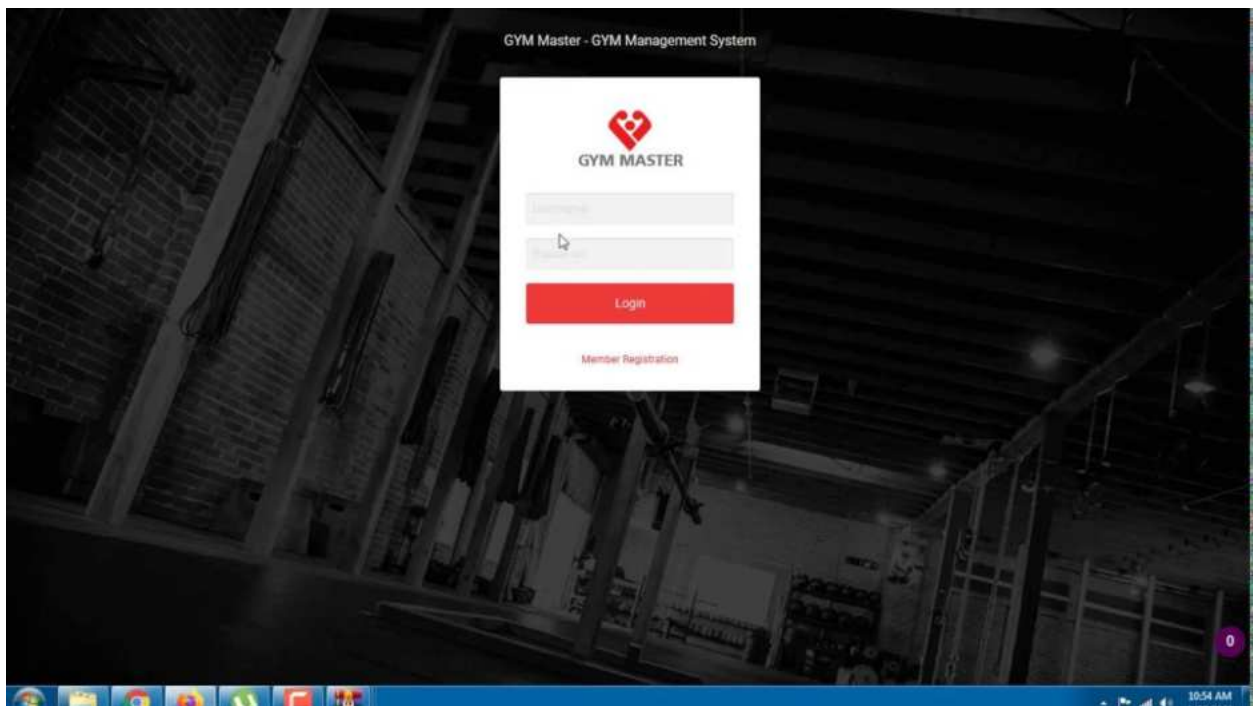 GYM Master - GYM Management System
GYM MASTER
Login
Member Registration
0
10:54 AM